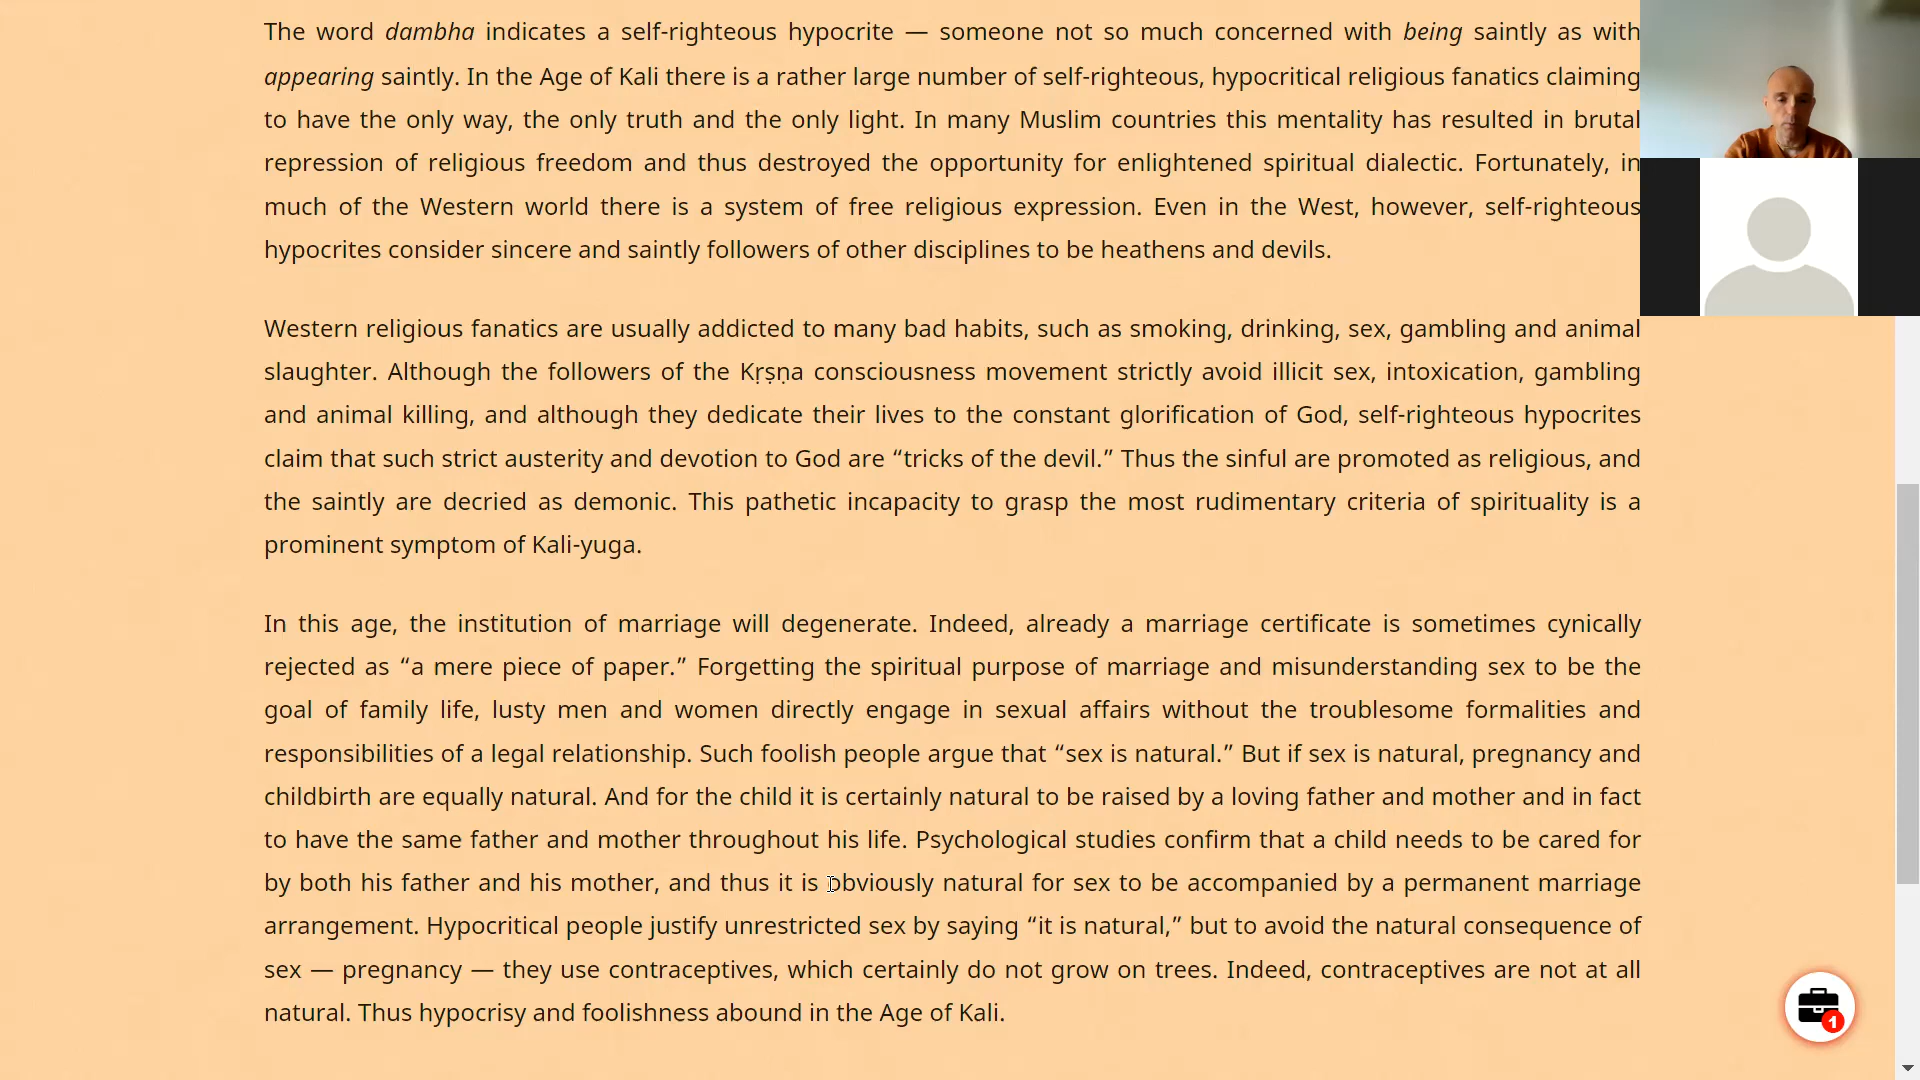 The word dambha indicates a self-righteous hypocrite — someone not so much concerned with being saintly as with
appearing saintly. In the Age of Kali there is a rather large number of self-righteous, hypocritical religious fanatics claiming
to have the only way, the only truth and the only light. In many Muslim countries this mentality has resulted in brutal
repression of religious freedom and thus destroyed the opportunity for enlightened spiritual dialectic. Fortunately, in
much of the Western world there is a system of free religious expression. Even in the West, however, self-righteous
hypocrites consider sincere and saintly followers of other disciplines to be heathens and devils.
Western religious fanatics are usually addicted to many bad habits, such as smoking, drinking, sex, gambling and animal
slaughter. Although the followers of the Kṛṣṇa consciousness movement strictly avoid illicit sex, intoxication, gambling
and animal killing, and although they dedicate their lives to the constant glorification of God, self-righteous hypocrites
claim that such strict austerity and devotion to God are “tricks of the devil.” Thus the sinful are promoted as religious, and
the saintly are decried as demonic. This pathetic incapacity to grasp the most rudimentary criteria of spirituality is a
prominent symptom of Kali-yuga.
In this age, the institution of marriage will degenerate. Indeed, already a marriage certificate is sometimes cynically
rejected as “a mere piece of paper.” Forgetting the spiritual purpose of marriage and misunderstanding sex to be the
goal of family life, lusty men and women directly engage in sexual affairs without the troublesome formalities and
responsibilities of a legal relationship. Such foolish people argue that “sex is natural.” But if sex is natural, pregnancy and
childbirth are equally natural. And for the child it is certainly natural to be raised by a loving father and mother and in fact
to have the same father and mother throughout his life. Psychological studies confirm that a child needs to be cared for
by both his father and his mother, and thus it is obviously natural for sex to be accompanied by a permanent marriage
arrangement. Hypocritical people justify unrestricted sex by saying “it is natural,” but to avoid the natural consequence of
sex — pregnancy — they use contraceptives, which certainly do not grow on trees. Indeed, contraceptives are not at all
natural. Thus hypocrisy and foolishness abound in the Age of Kali.
1